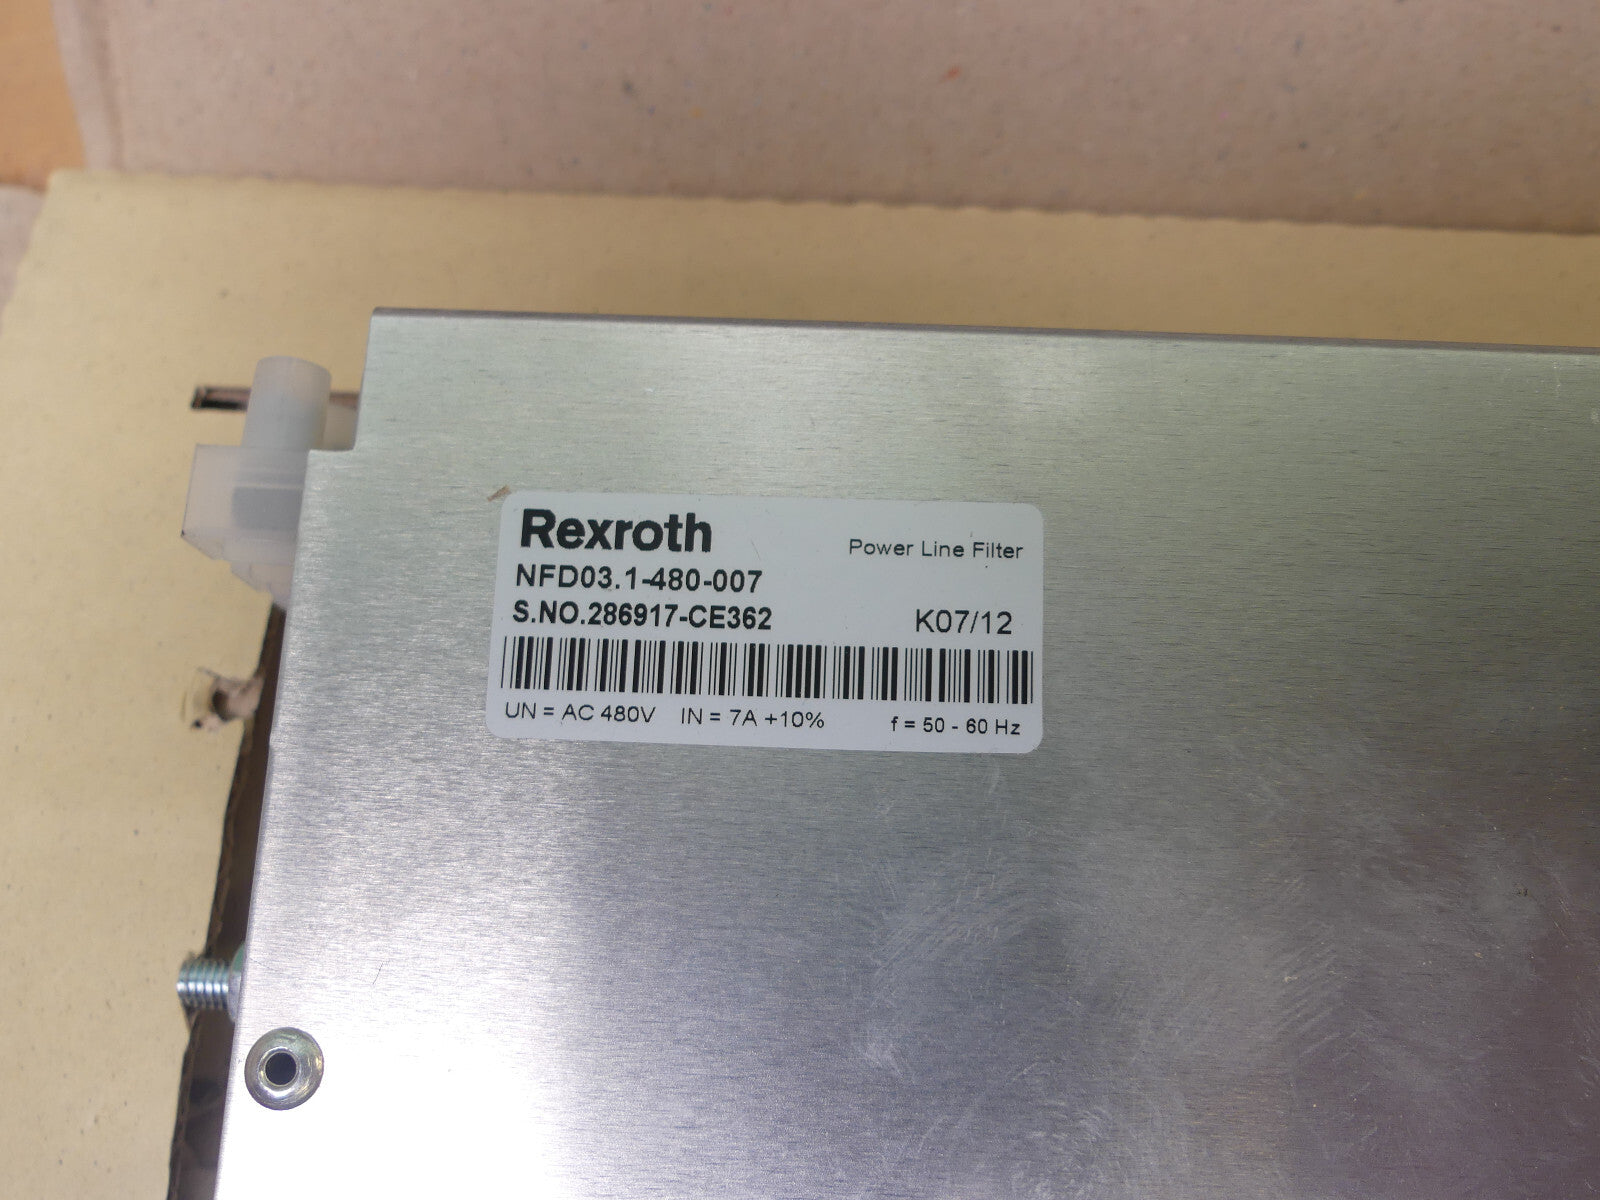 Rexroth
Power Line Filter
NFD03.1-480-007
S.NO.286917-CE362 K07/12
UN = AC 480V IN = 7A +10% f = 50 - 60 Hz